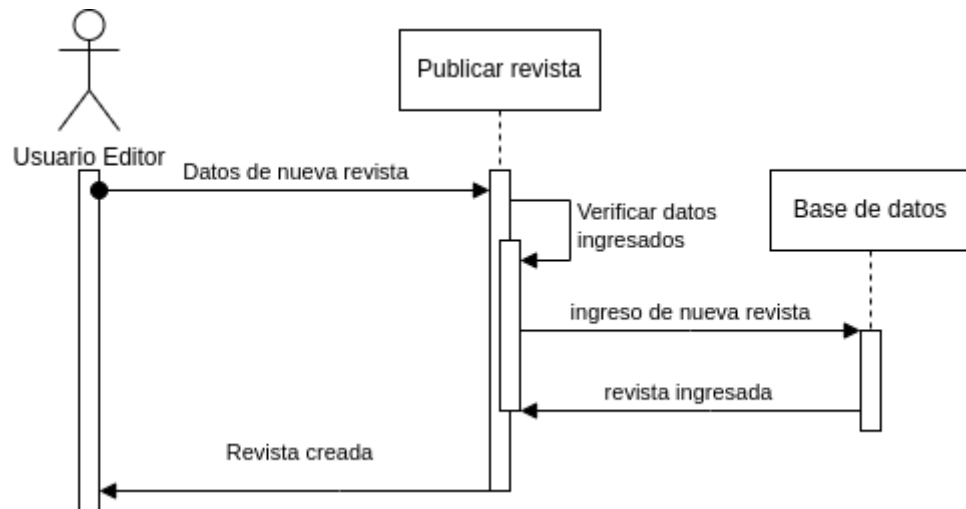 Publicar revista
Usuario Editor
Datos de nueva revista
Verificar datos
ingresados
Base de datos
ingreso de nueva revista
revista ingresada
Revista creada